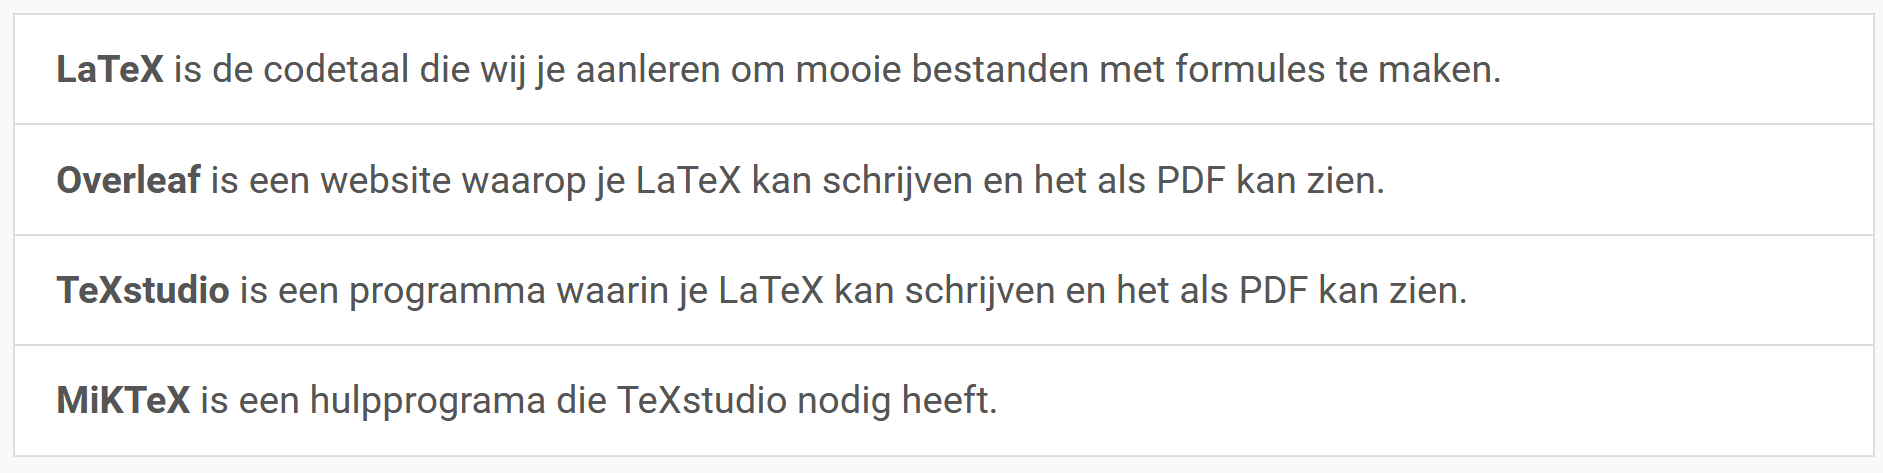 LaTeX is de codetaal die wij je aanleren om mooie bestanden met formules te maken.
Overleaf is een website waarop je LaTeX kan schrijven en het als PDF kan zien.
TeXstudio is een programma waarin je LaTeX kan schrijven en het als PDF kan zien.
MiKTeX is een hulpprograma die TeXstudio nodig heeft.